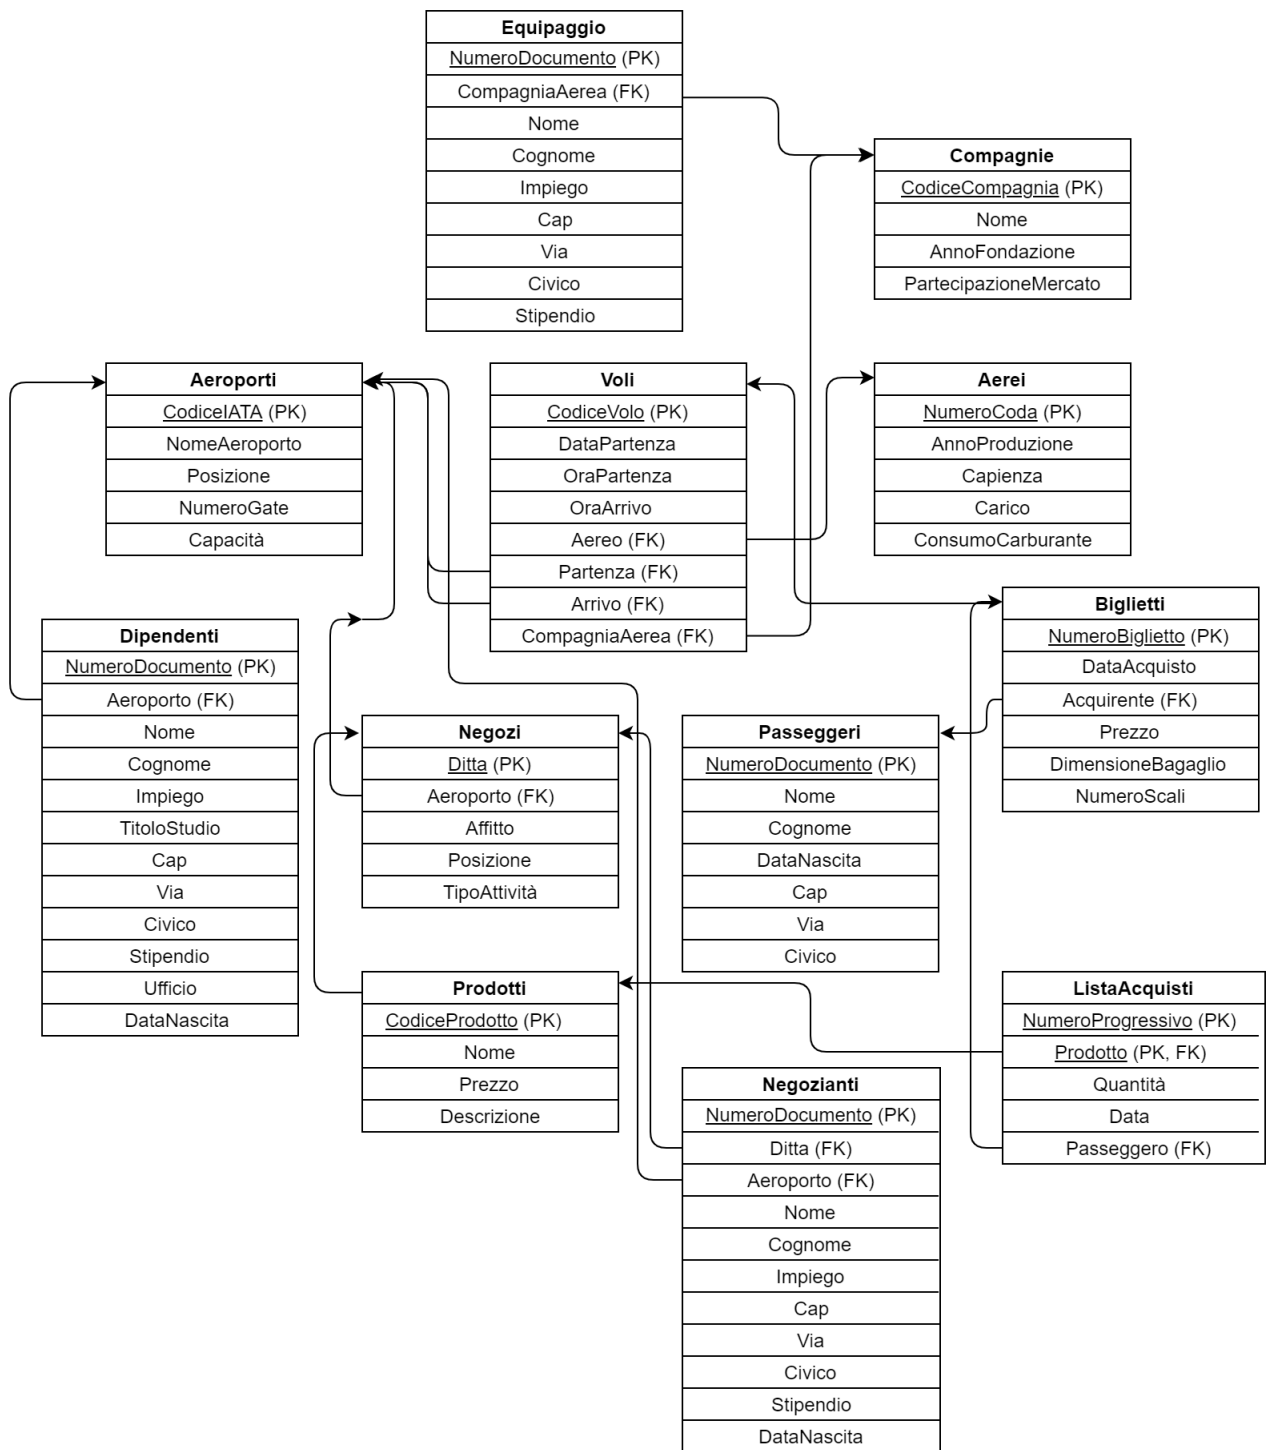 Equipaggio
NumeroDocumento (PK)
CompagniaAerea (FK)
Nome
Cognome
Impiego
Cap
Via
Civico
Stipendio
Compagnie
CodiceCompagnia (PK)
Nome
AnnoFondazione
PartecipazioneMercato
Aeroporti
CodiceIATA (PK)
NomeAeroporto
Posizione
NumeroGate
Capacità
Voli
CodiceVolo (PK)
DataPartenza
OraPartenza
OraArrivo
Aereo (FK)
Partenza (FK)
Arrivo (FK)
CompagniaAerea (FK)
Aerei
NumeroCoda (PK)
AnnoProduzione
Capienza
Carico
ConsumoCarburante
Biglietti
NumeroBiglietto (PK)
DataAcquisto
Acquirente (FK)
Prezzo
DimensioneBagaglio
NumeroScali
Dipendenti
NumeroDocumento (PK)
Aeroporto (FK)
Nome
Cognome
Impiego
TitoloStudio
Cap
Via
Civico
Stipendio
Ufficio
DataNascita
Negozi
Ditta (PK)
Aeroporto (FK)
Affitto
Posizione
TipoAttività
Passeggeri
NumeroDocumento (PK)
Nome
Cognome
DataNascita
Cap
Via
Civico
Prodotti
CodiceProdotto (PK)
Nome
Prezzo
Descrizione
ListaAcquisti
NumeroProgressivo (PK)
Prodotto (PK, FK)
Quantità
Data
Passeggero (FK)
Negozianti
NumeroDocumento (PK)
Ditta (FK)
Aeroporto (FK)
Nome
Cognome
Impiego
Cap
Via
Civico
Stipendio
DataNascita